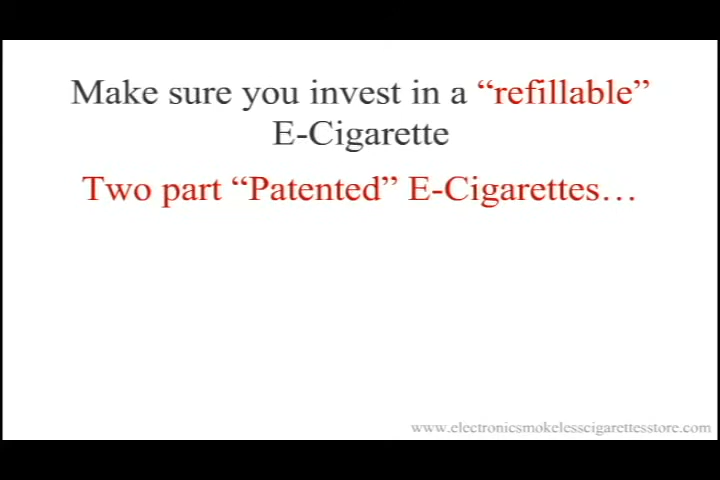 Make sure you invest in a “refillable”
E-Cigarette
Two part “Patented” E-Cigarettes…
www.electronicsmokelesscigarettesstore.com